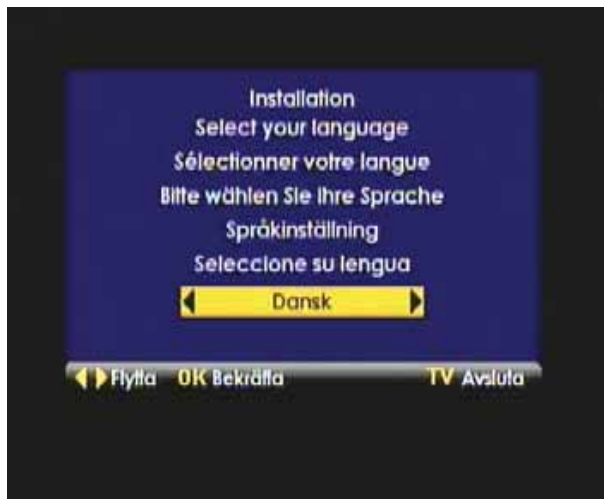 Installation
Select your language
Sélectionner votre langue
Bitte wählen Sie Ihre Sprache
Språkinställning
Seleccione su lengua
Dansk
Flytta OK Bekräfta TV Avsluta